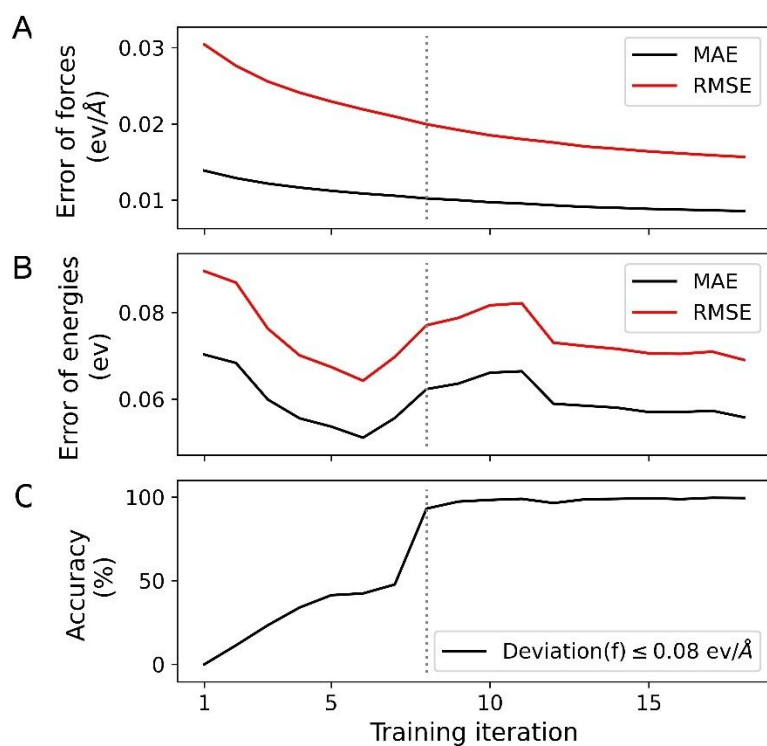 A
Error of forces
(ev/Å)
0.03
0.02
0.01
MAE
RMSE
B
Error of energies
(ev)
0.08
0.06
MAE
RMSE
C
Accuracy
(%)
100
50
0
Deviation(f) ≤ 0.08 ev/Å
1
5
10
15
Training iteration